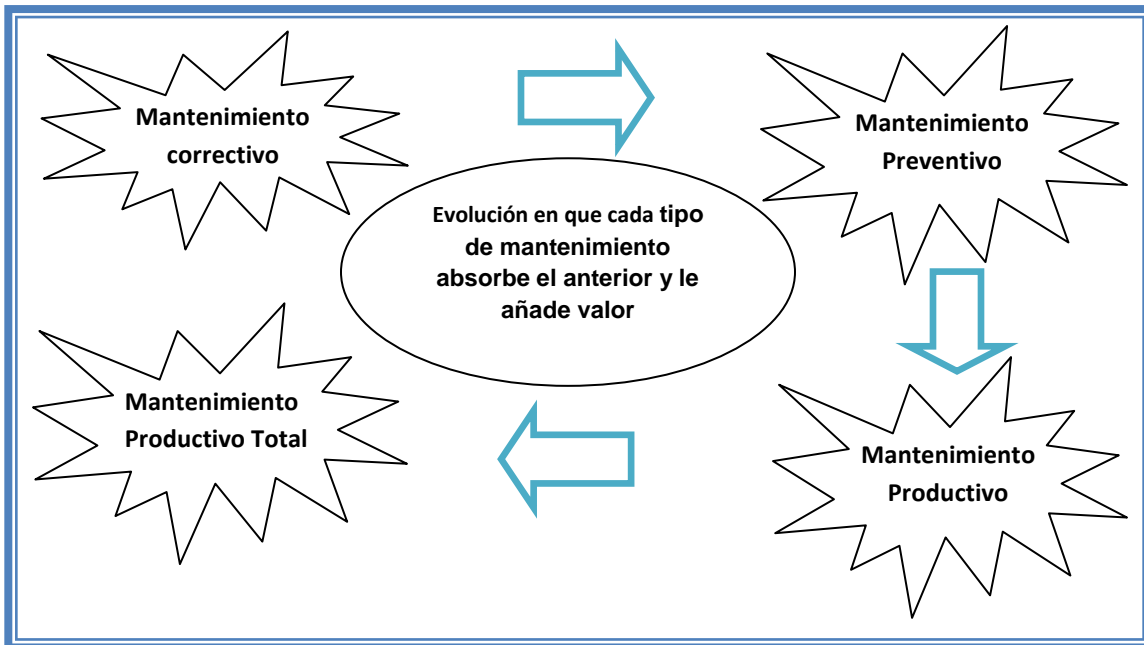 Mantenimiento
correctivo
Mantenimiento
Preventivo
Evolución en que cada tipo
de mantenimiento
absorbe el anterior y le
añade valor
Mantenimiento
Productivo Total
Mantenimiento
Productivo